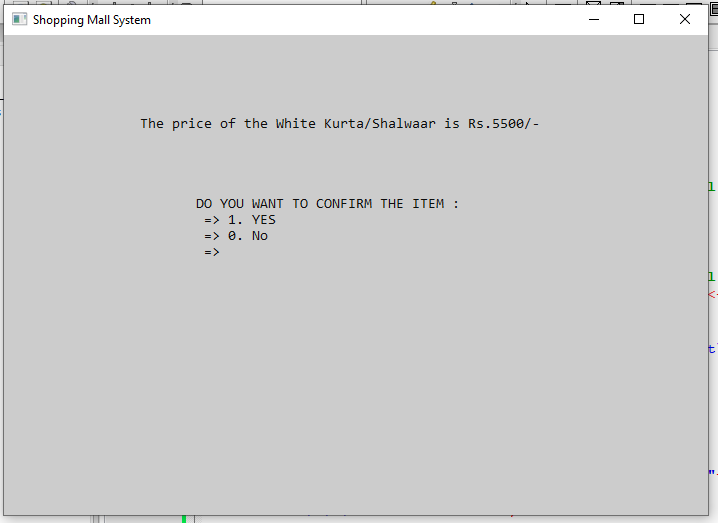 Shopping Mall System
The price of the White Kurta/Shalwaar is Rs.5500/-
DO YOU WANT TO CONFIRM THE ITEM :
=> 1. YES
=> 0. No
=>